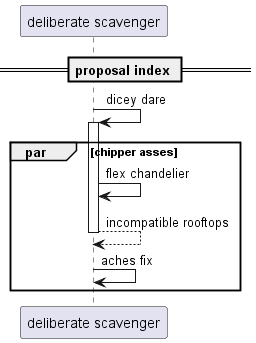 deliberate scavenger
proposal index
dicey dare
par [chipper asses]
flex chandelier
incompatible rooftops
aches fix
deliberate scavenger